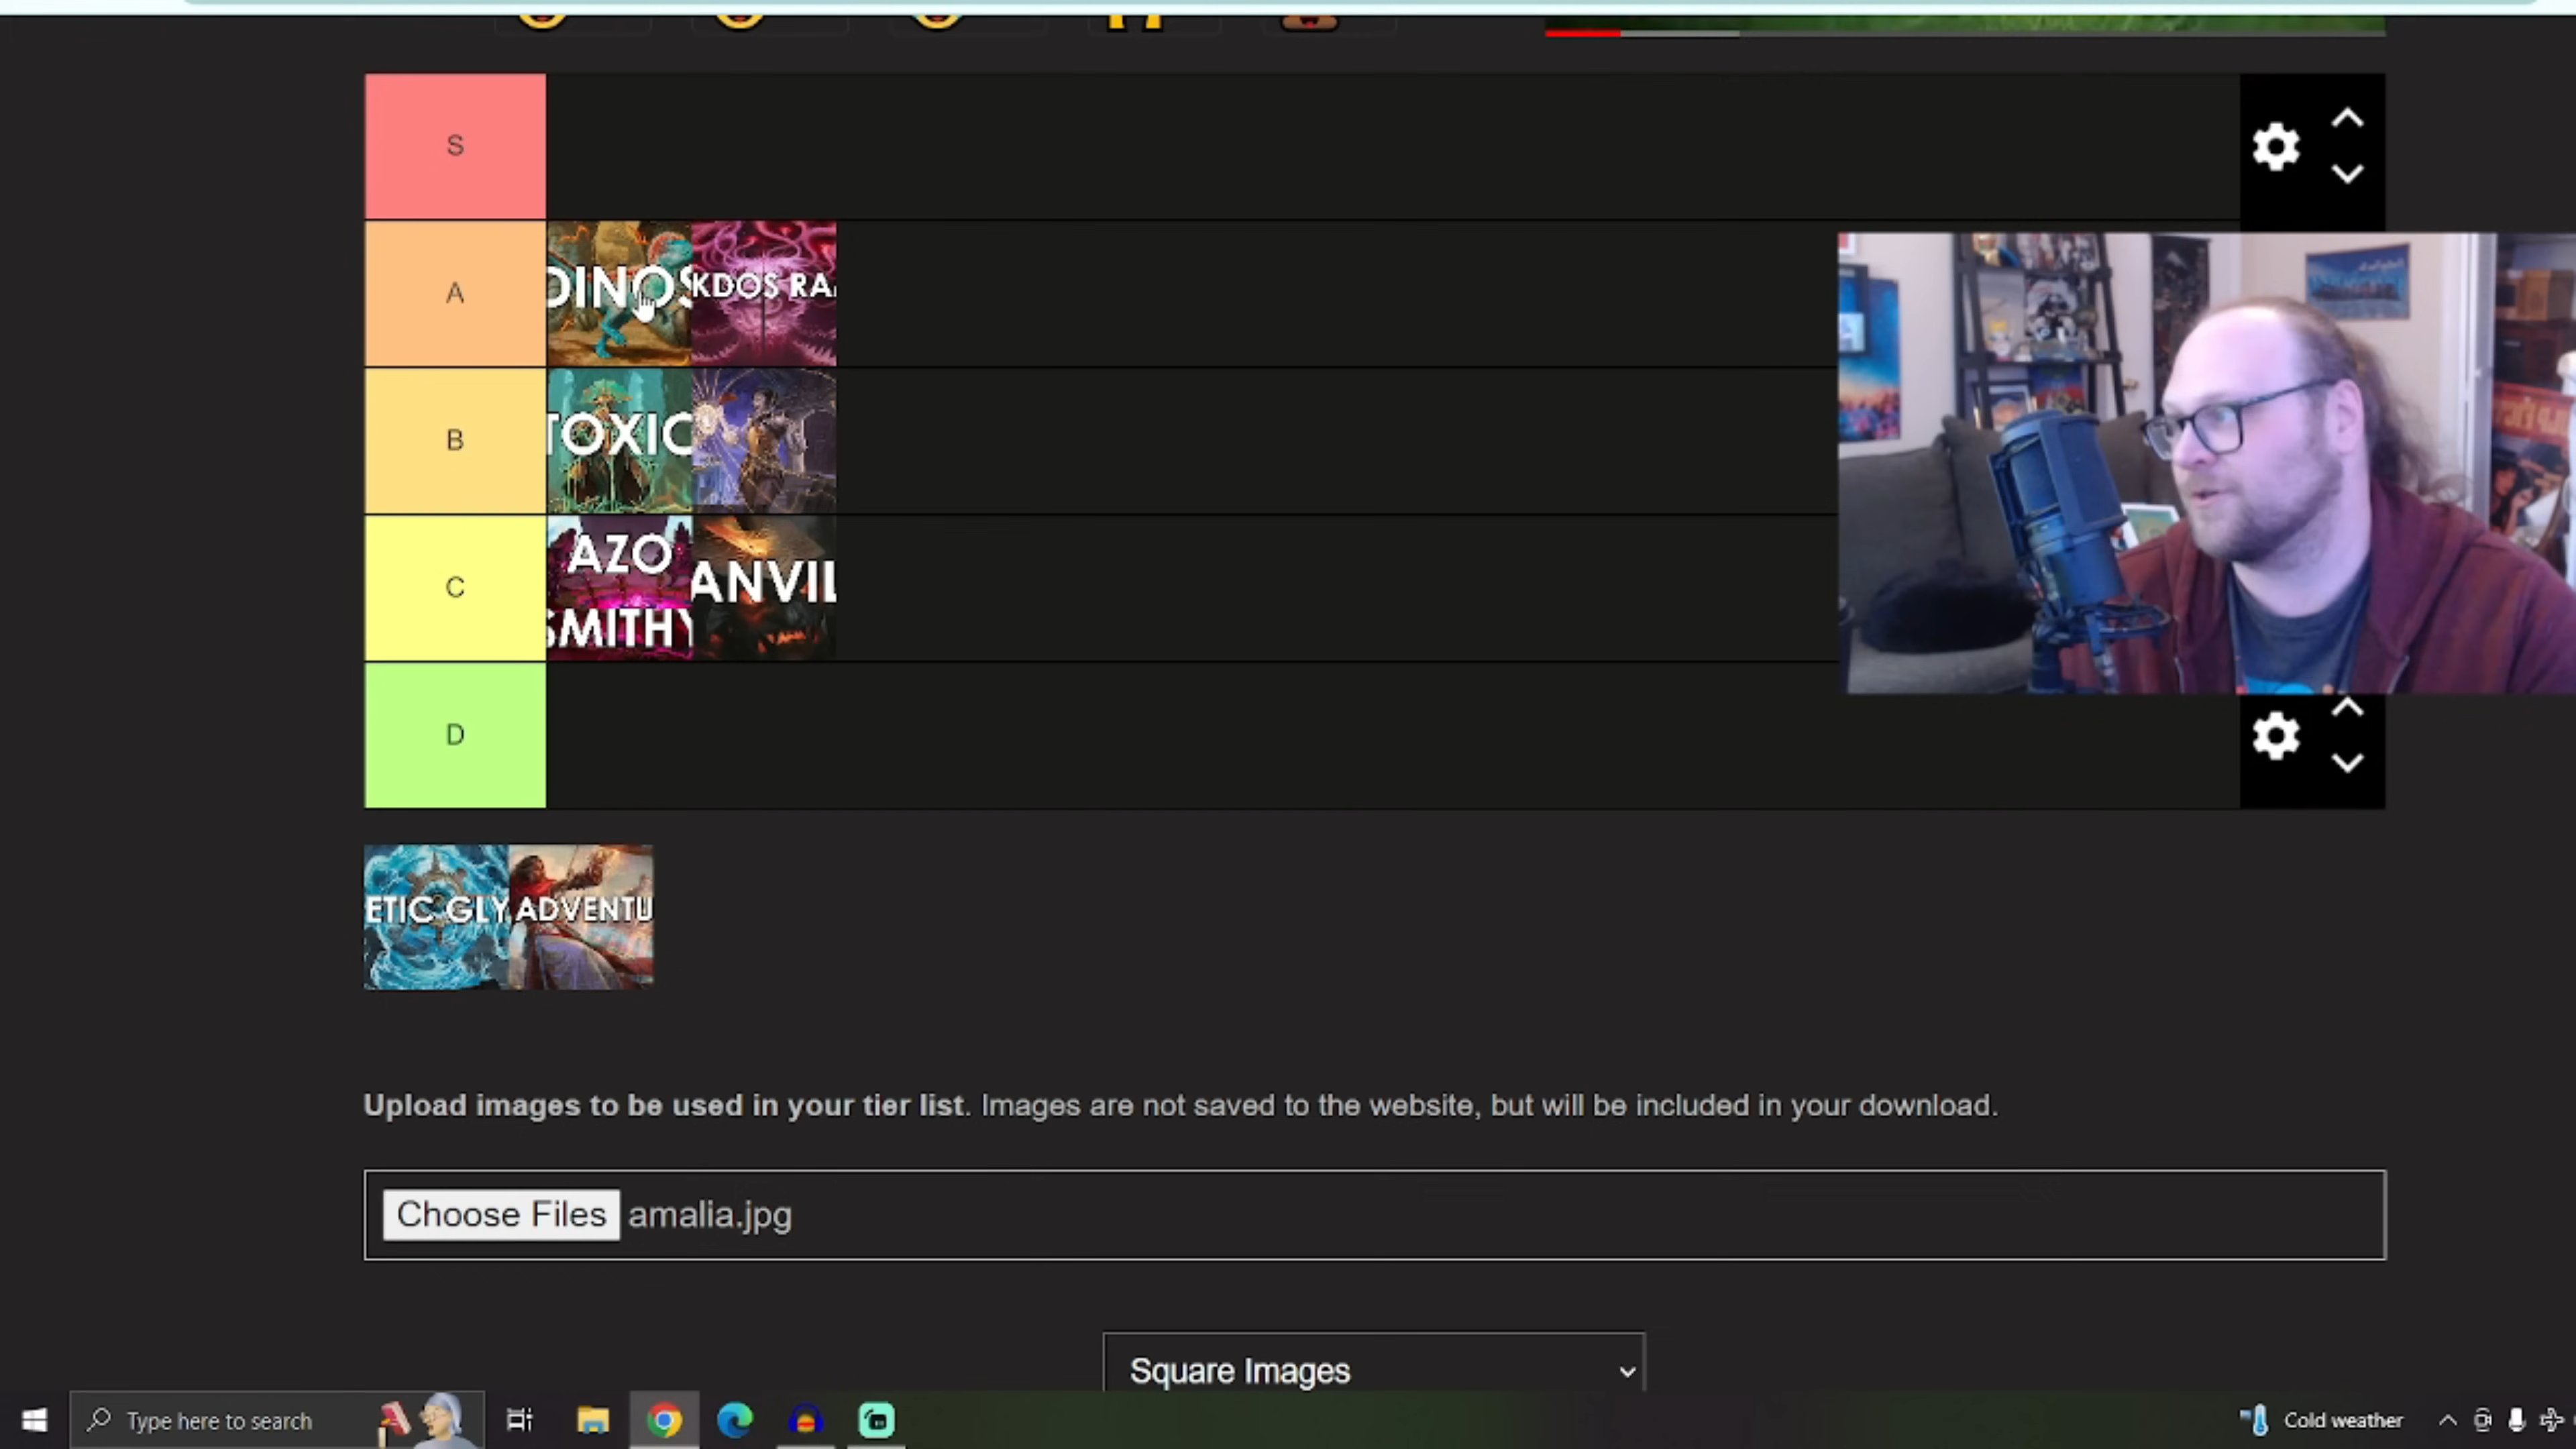 S
A
DINOS
KDOS RA
B
TOXIC
C
AZO
SMITHY
ANVIL
D
ETIC GLY
ADVENTU
Upload images to be used in your tier list. Images are not saved to the website, but will be included in your download.
Choose Files amalia.jpg
Square Images
Type here to search
Cold weather